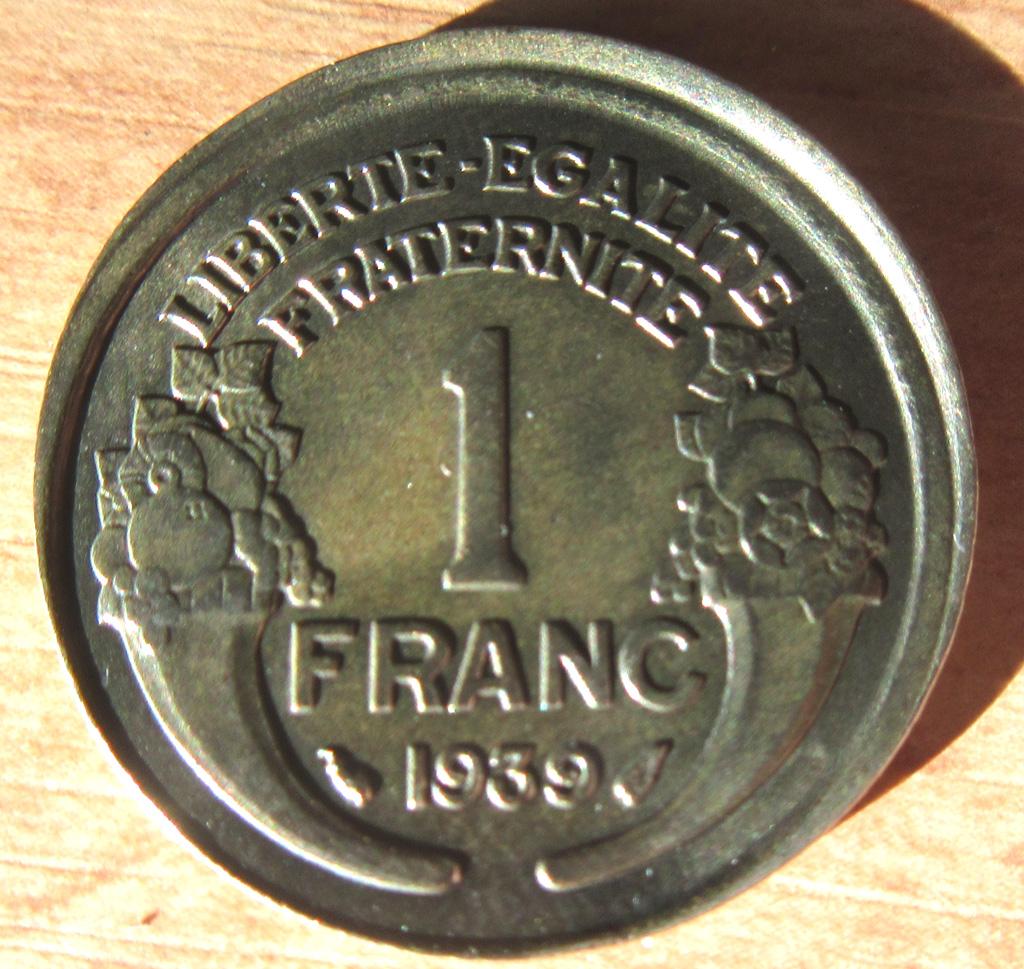 LIBERTE-EGALITE
FRATERNITE
1
FRANC
1939